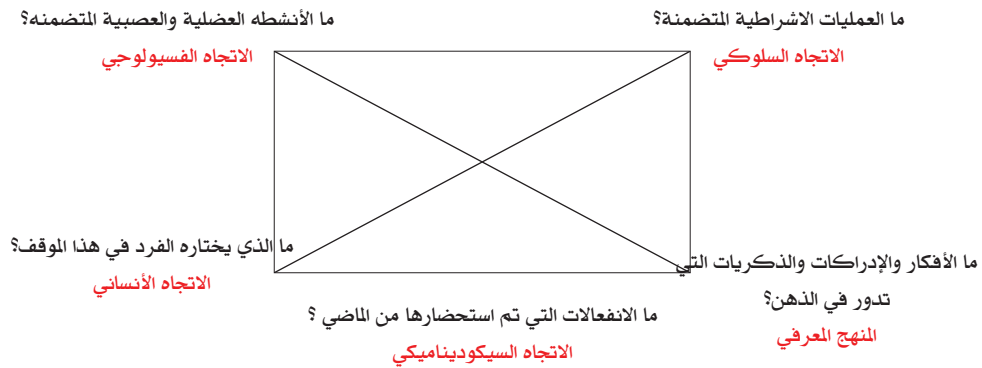 ما العمليات الاشراطية المتضمنة؟
الاتجاه السلوكي
ما الأنشطه العضلية والعصبية المتضمنه؟
الاتجاه الفسيولوجي
ما الأفكار والإدراكات والذكريات التي
تدور في الذهن؟
المنهج المعرفي
ما الذي يختاره الفرد في هذا الموقف؟
الاتجاه الأنساني
ما الانفعالات التي تم استحضارها من الماضي ؟
الاتجاه السيكوديناميكي